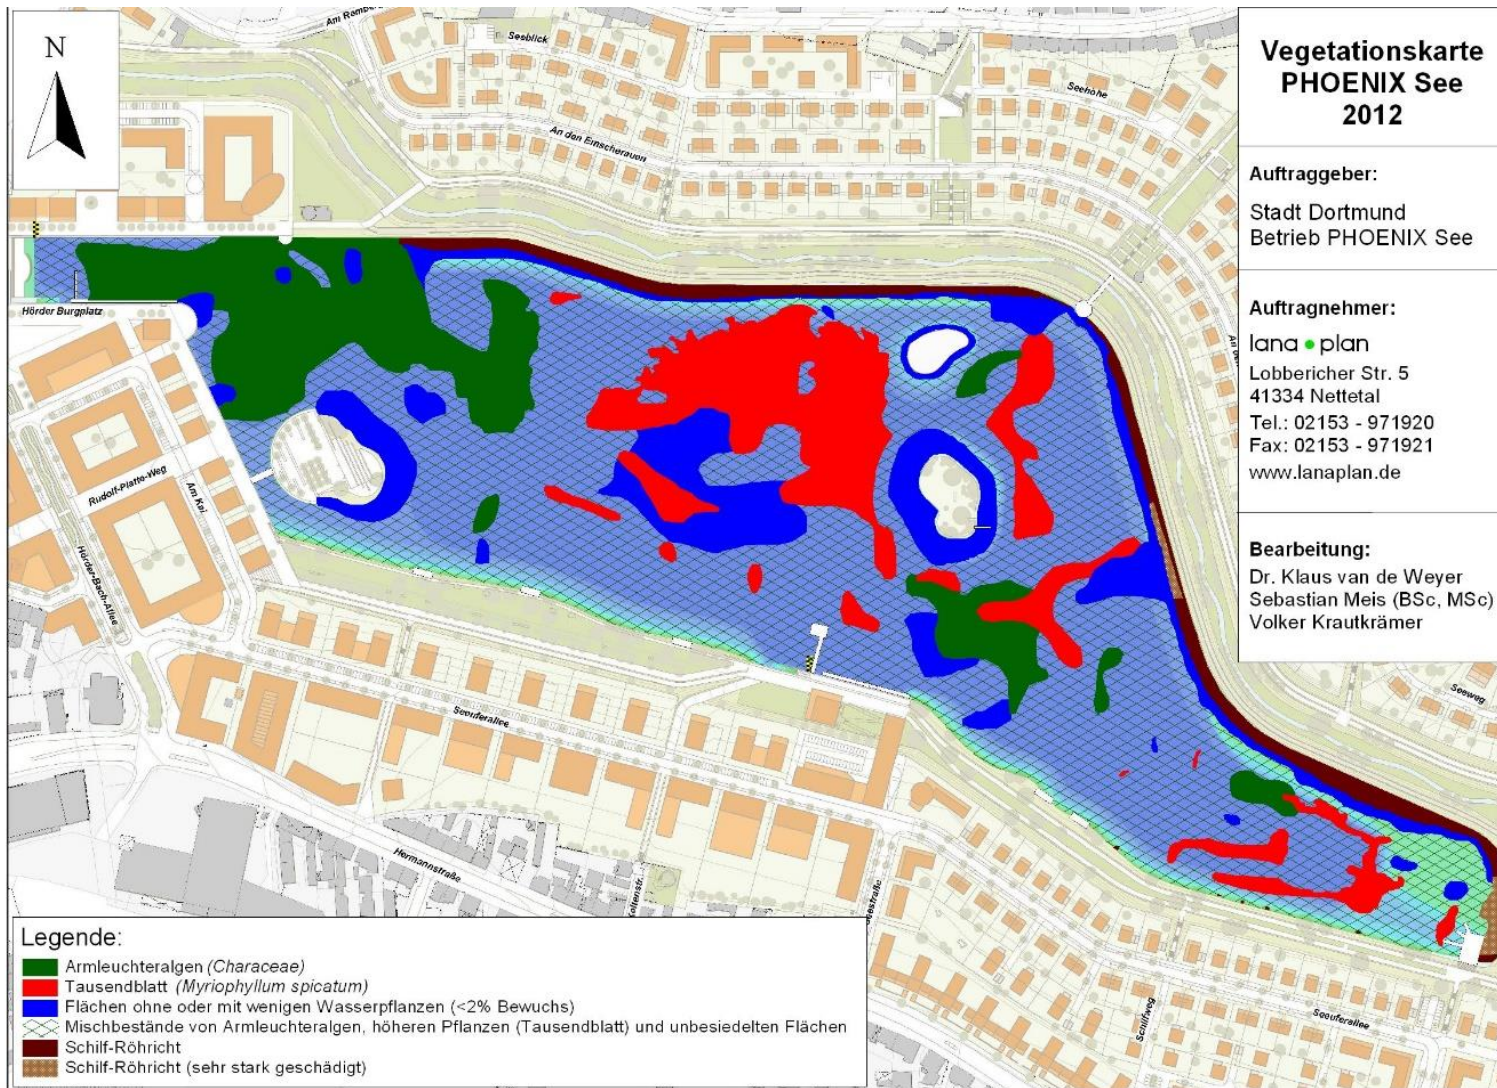 N
Am Remberg
Seeblick
Seehöhe
An den Emscherauen
Vegetationskarte
PHOENIX See
2012
Auftraggeber:
Stadt Dortmund
Betrieb PHOENIX See
Auftragnehmer:
lana plan
Lobbericher Str. 5
41334 Nettetal
Tel.: 02153 - 971920
Fax: 02153 - 971921
www.lanaplan.de
Bearbeitung:
Dr. Klaus van de Weyer
Sebastian Meis (BSc, MSc)
Volker Krautkrämer
Hörder Burgplatz
Rudolf-Platte-Weg
Am Kai
Hörder-Bach-Allee
Seeuferallee
Seeweg
Hermannstraße
Schilfweg
Seeuferallee
Legende:
Armleuchteralgen (Characeae)
Tausendblatt (Myriophyllum spicatum)
Flächen ohne oder mit wenigen Wasserpflanzen (<2% Bewuchs)
Mischbestände von Armleuchteralgen, höheren Pflanzen (Tausendblatt) und unbesiedelten Flächen
Schilf-Röhricht
Schilf-Röhricht (sehr stark geschädigt)